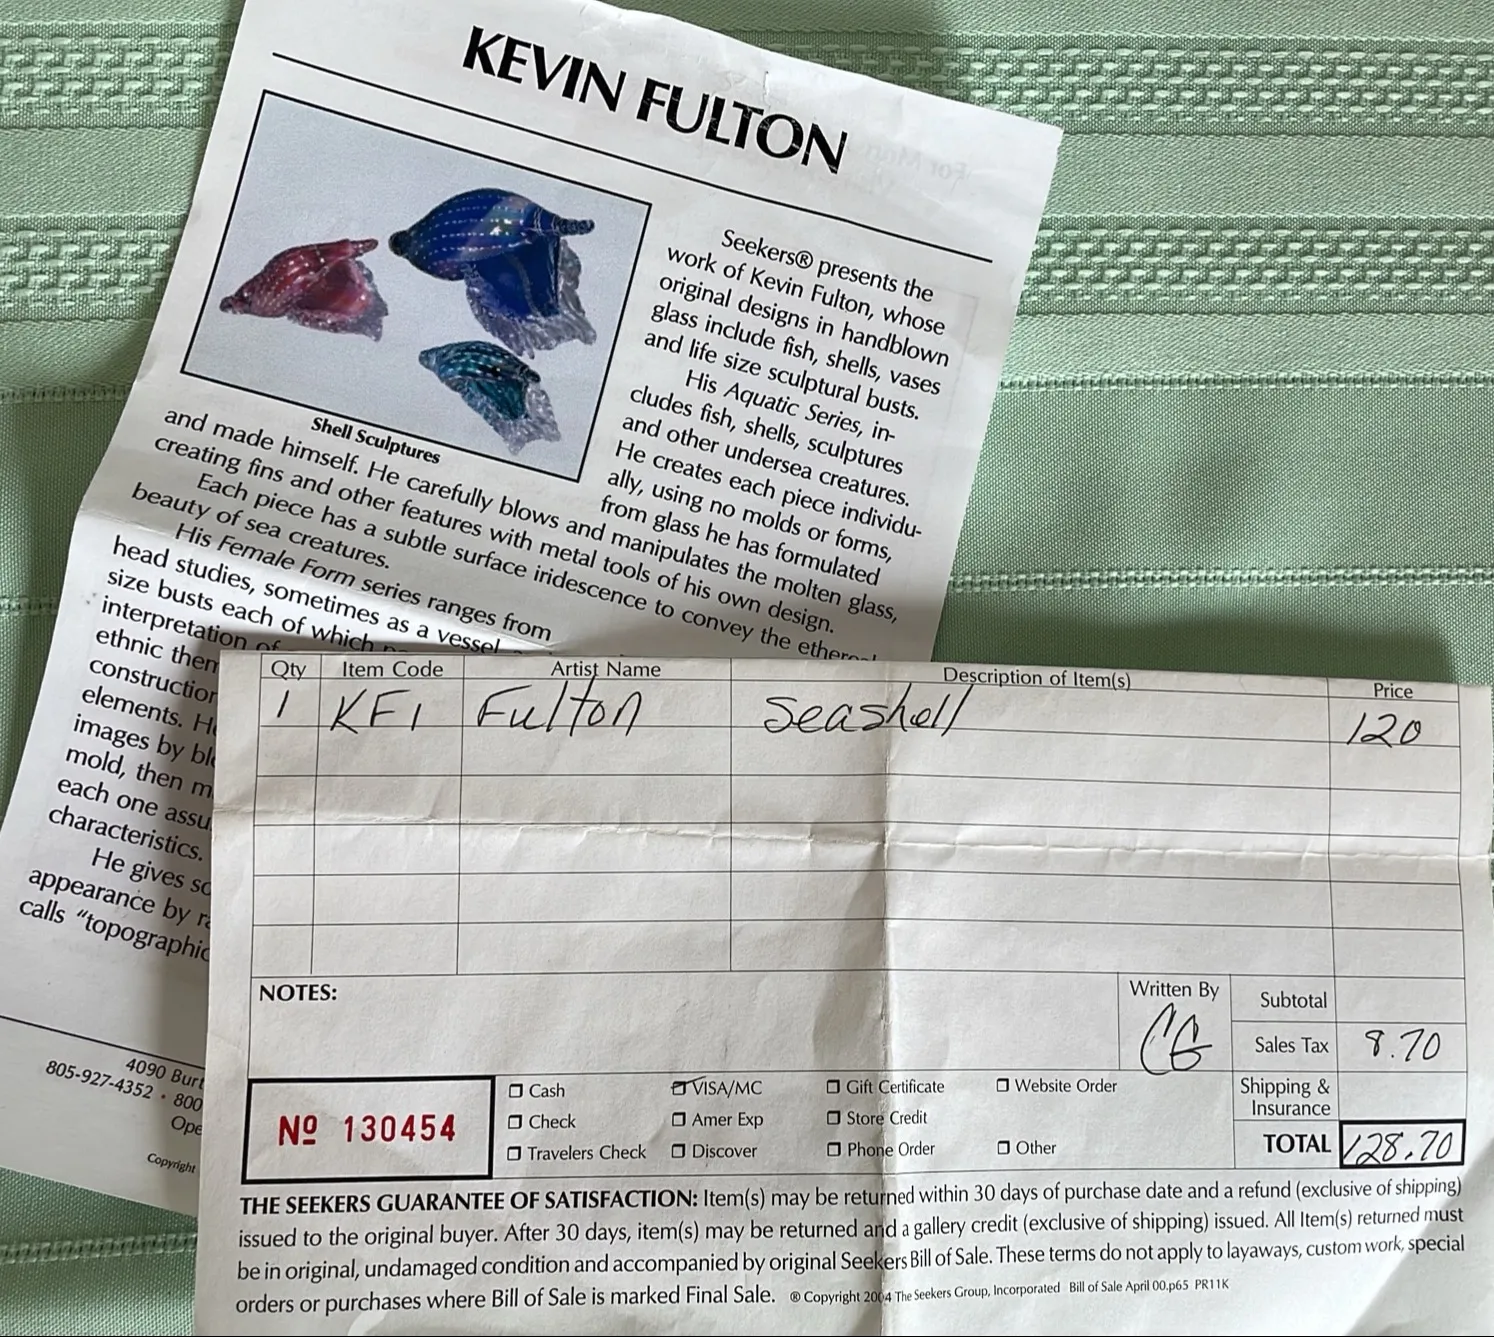 KEVIN FULTON
Seekers® presents the
work of Kevin Fulton, whose
original designs in handblown
glass include fish, shells, vases
and life size sculptural busts.
His Aquatic Series, in-
cludes fish, shells, sculptures
and other undersea creatures.
He creates each piece individu-
ally, using no molds or forms,
from glass he has formulated
Shell Sculptures
and made himself. He carefully blows and manipulates the molten glass,
creating fins and other features with metal tools of his own design.
Each piece has a subtle surface iridescence to convey the ethereal
beauty of sea creatures.
His Female Form series ranges from
head studies, sometimes as a vessel
size busts each of which
interpretation of
ethnic them
construction
elements. H
images by bl
mold, then m
each one assu
characteristics.
He gives sc
appearance by ra
calls "topographic
4090 Burt
805-927-4352 • 800
Ope
Copyright
Qty Item Code Artist Name Description of Item(s) Price
1 KF1 Fulton Seashell 120
NOTES: Written By CG
Subtotal
Sales Tax 8.70
Shipping &
Insurance
TOTAL 128.70
Nº 130454
Cash VISA/MC Gift Certificate Website Order
Check Amer Exp Store Credit
Travelers Check Discover Phone Order Other
THE SEEKERS GUARANTEE OF SATISFACTION: Item(s) may be returned within 30 days of purchase date and a refund (exclusive of shipping)
issued to the original buyer. After 30 days, item(s) may be returned and a gallery credit (exclusive of shipping) issued. All Item(s) returned must
be in original, undamaged condition and accompanied by original Seekers Bill of Sale. These terms do not apply to layaways, custom work, special
orders or purchases where Bill of Sale is marked Final Sale. ® Copyright 2004 The Seekers Group, Incorporated Bill of Sale April 00.p65 PR11K